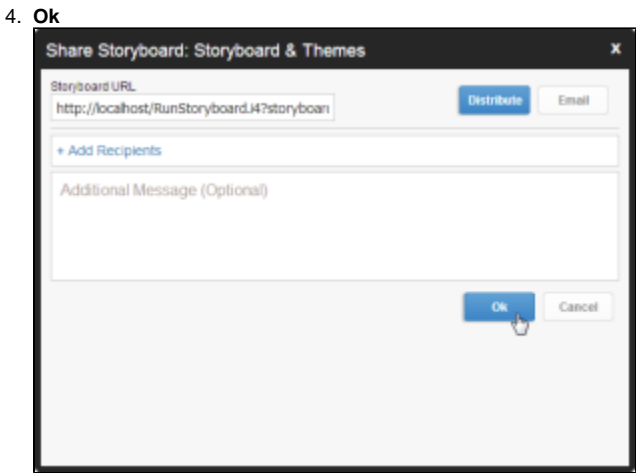 4. Ok
Share Storyboard: Storyboard & Themes x
Storyboard URL
http://localhost/RunStoryboard.i4?storyboar
Distribute Email
+ Add Recipients
Additional Message (Optional)
Ok Cancel